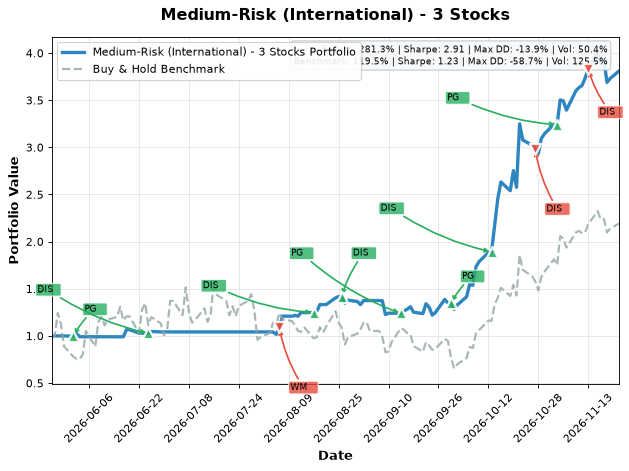 Medium-Risk (International) - 3 Stocks
281.3% | Sharpe: 2.91 | Max DD: -13.9% | Vol: 50.4%
Benchmark: 119.5% | Sharpe: 1.23 | Max DD: -58.7% | Vol: 125.5%
Medium-Risk (International) - 3 Stocks Portfolio
Buy & Hold Benchmark
4.0
3.5
3.0
2.5
2.0
1.5
1.0
0.5
Portfolio Value
PG
DIS
DIS
DIS
PG
DIS
PG
DIS
DIS
PG
WM
2026-06-06
2026-06-22
2026-07-08
2026-07-24
2026-08-09
2026-08-25
2026-09-10
2026-09-26
2026-10-12
2026-10-28
2026-11-13
Date